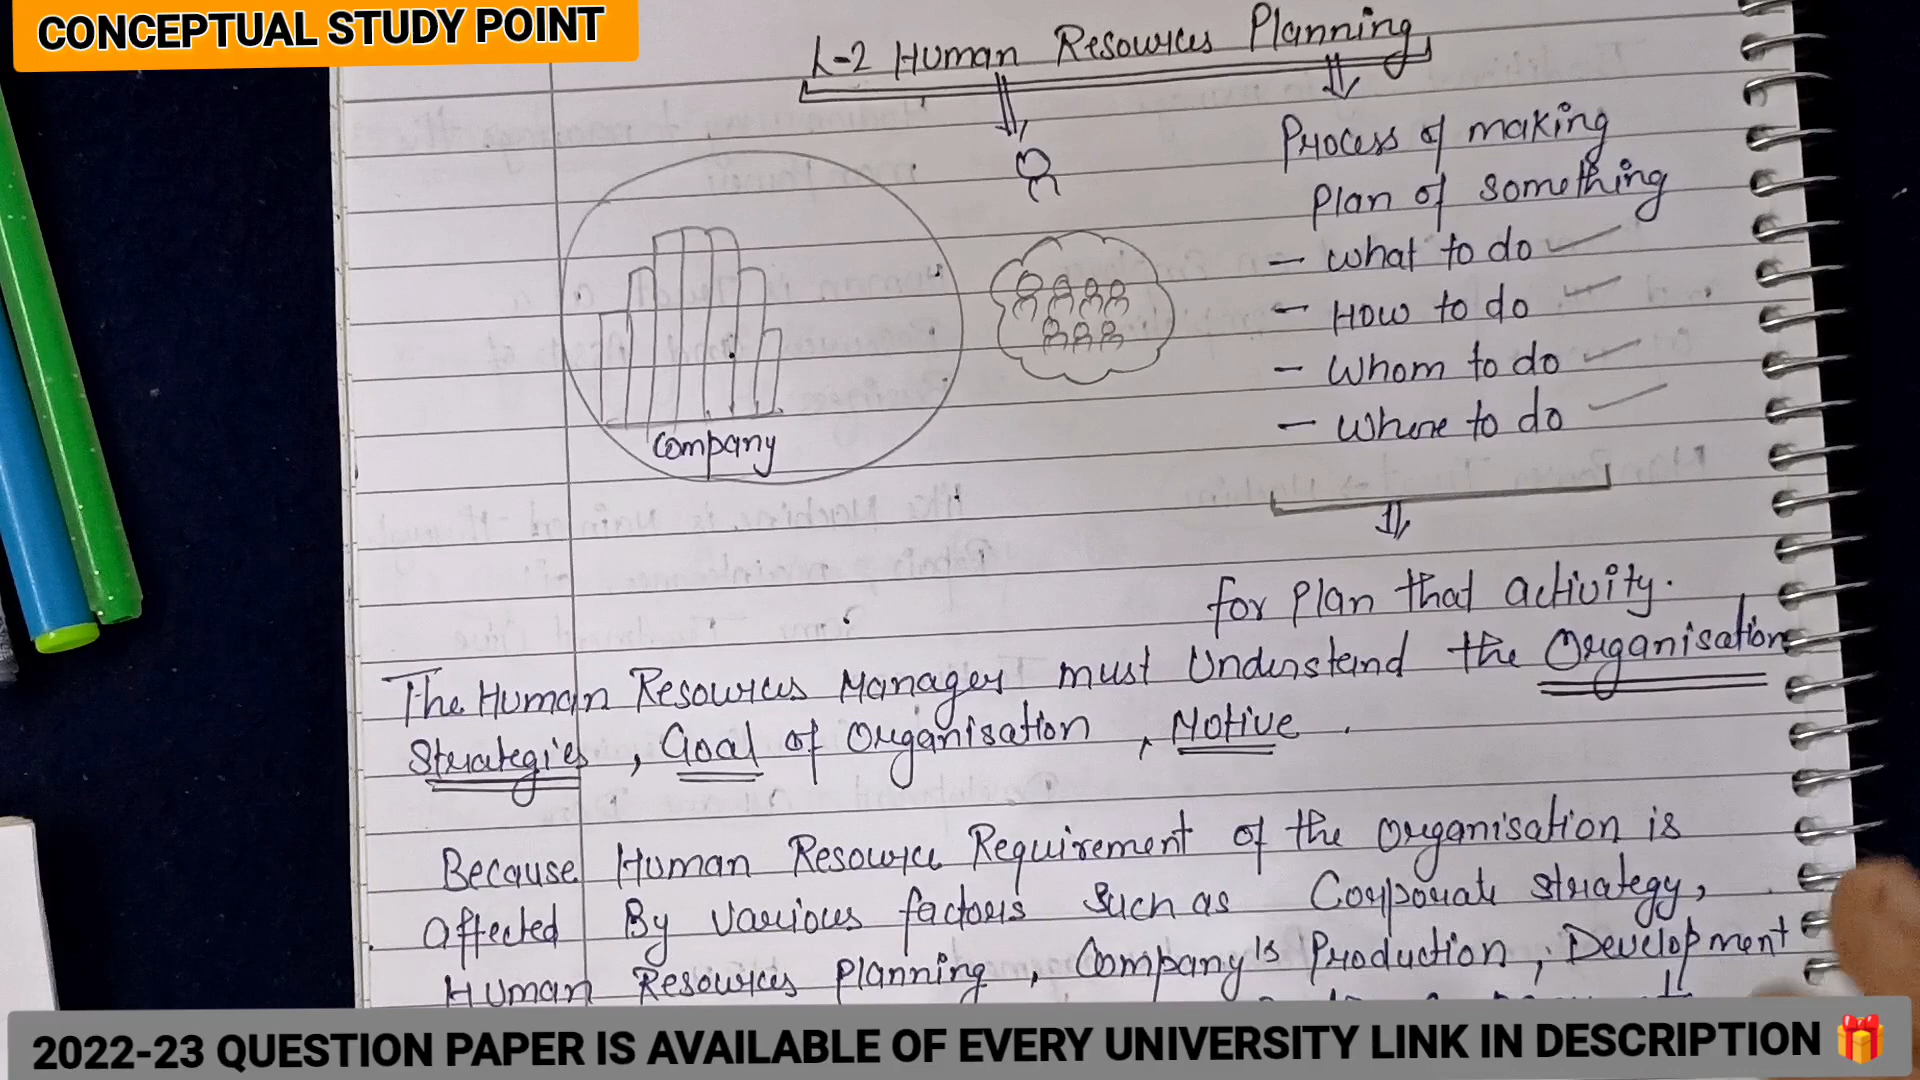 CONCEPTUAL STUDY POINT
L-2 Human Resources Planning
Process of making
Plan of something
- What to do
- How to do
- Whom to do
- Where to do
Company
for Plan that activity.
The Human Resources Manager must Understand the Organisation
Strategies, Goal of Organisation, Motive.
Because Human Resource Requirement of the Organisation is
affected By Various factors Such as Corporate Strategy,
Human Resources Planning, Company's Production, Development
2022-23 QUESTION PAPER IS AVAILABLE OF EVERY UNIVERSITY LINK IN DESCRIPTION